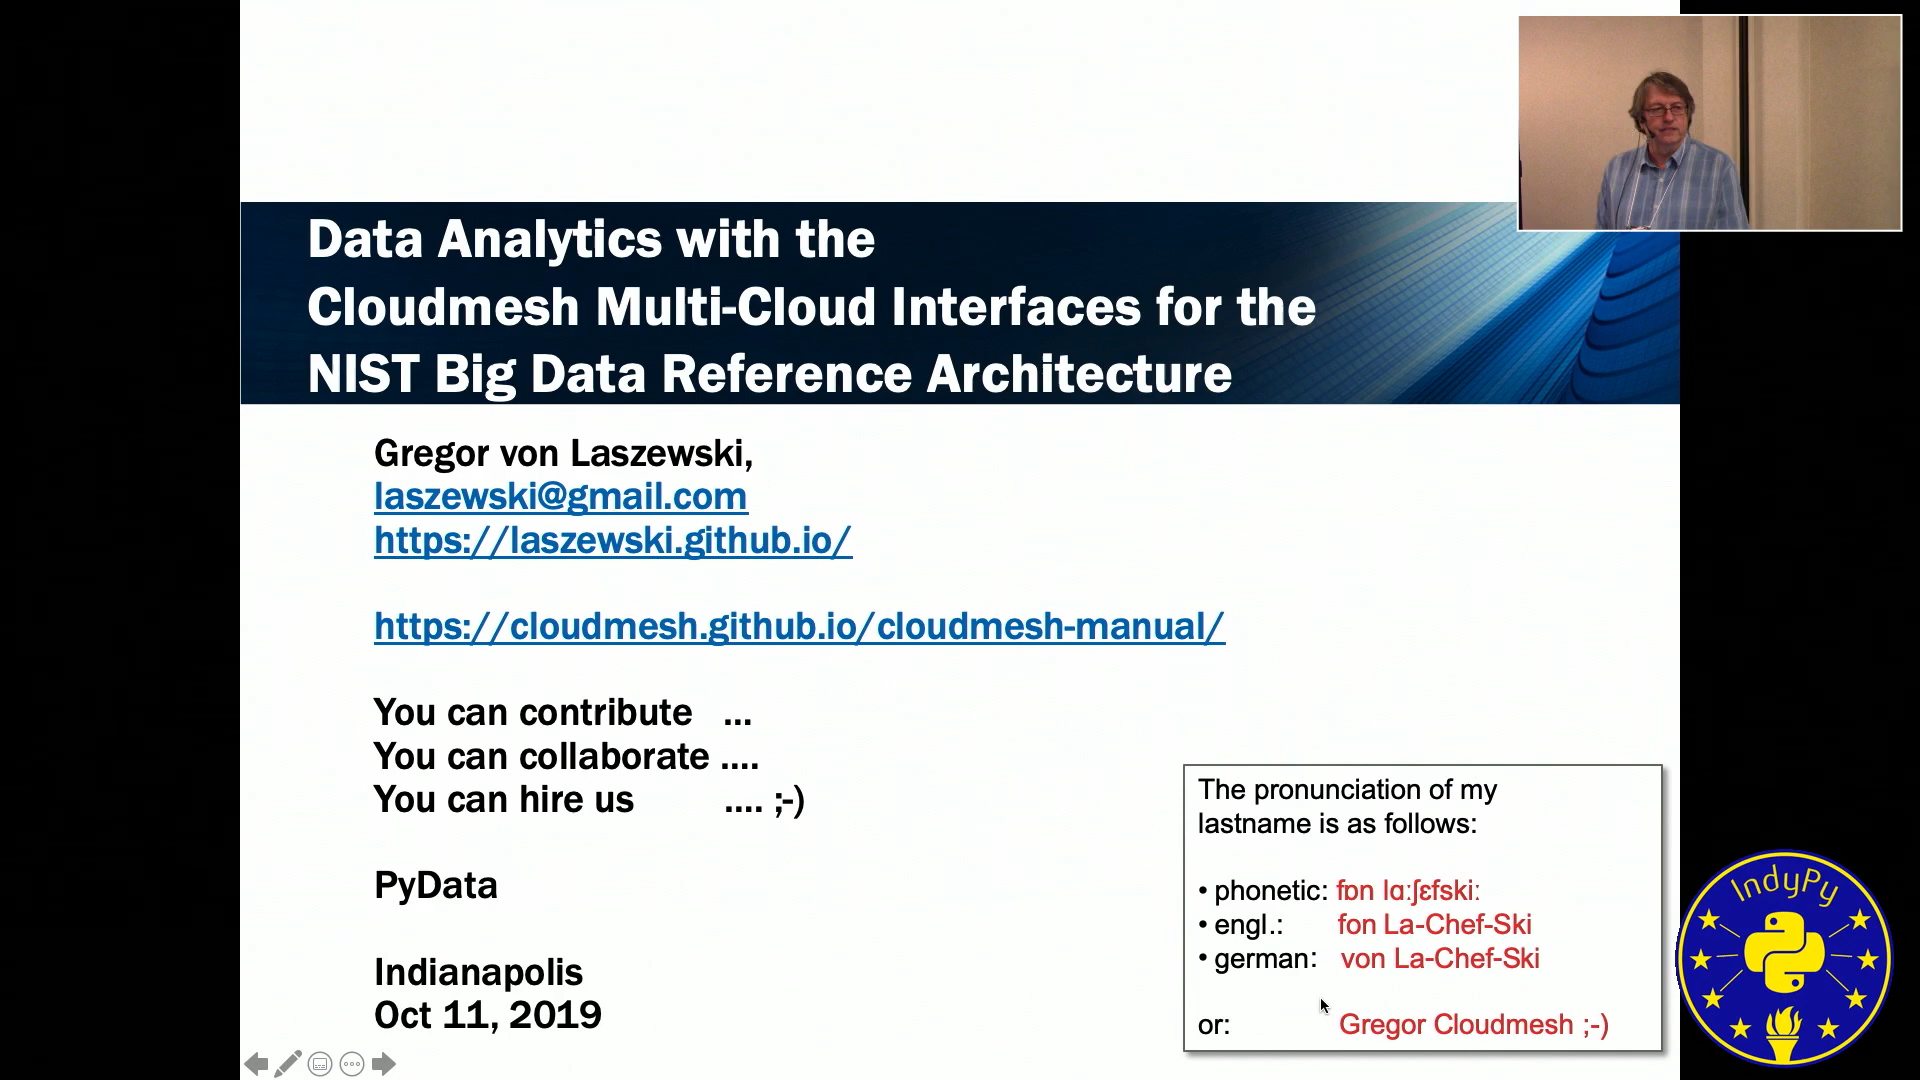 Data Analytics with the
Cloudmesh Multi-Cloud Interfaces for the
NIST Big Data Reference Architecture
Gregor von Laszewski,
laszewski@gmail.com
https://laszewski.github.io/
https://cloudmesh.github.io/cloudmesh-manual/
You can contribute ...
You can collaborate ....
You can hire us .... ;-)
PyData
Indianapolis
Oct 11, 2019
The pronunciation of my
lastname is as follows:
• phonetic: fɒn lɑːʃɛfskiː
• engl.: fon La-Chef-Ski
• german: von La-Chef-Ski
or: Gregor Cloudmesh ;-)
IndyPy